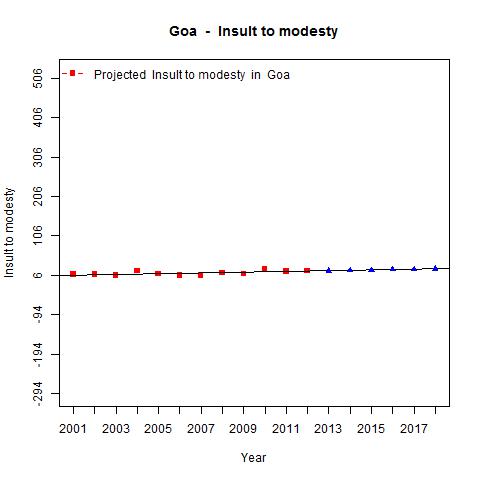 Goa - Insult to modesty
Projected Insult to modesty in Goa
506
406
306
206
106
6
-94
-194
-294
Insult to modesty
2001 2003 2005 2007 2009 2011 2013 2015 2017
Year